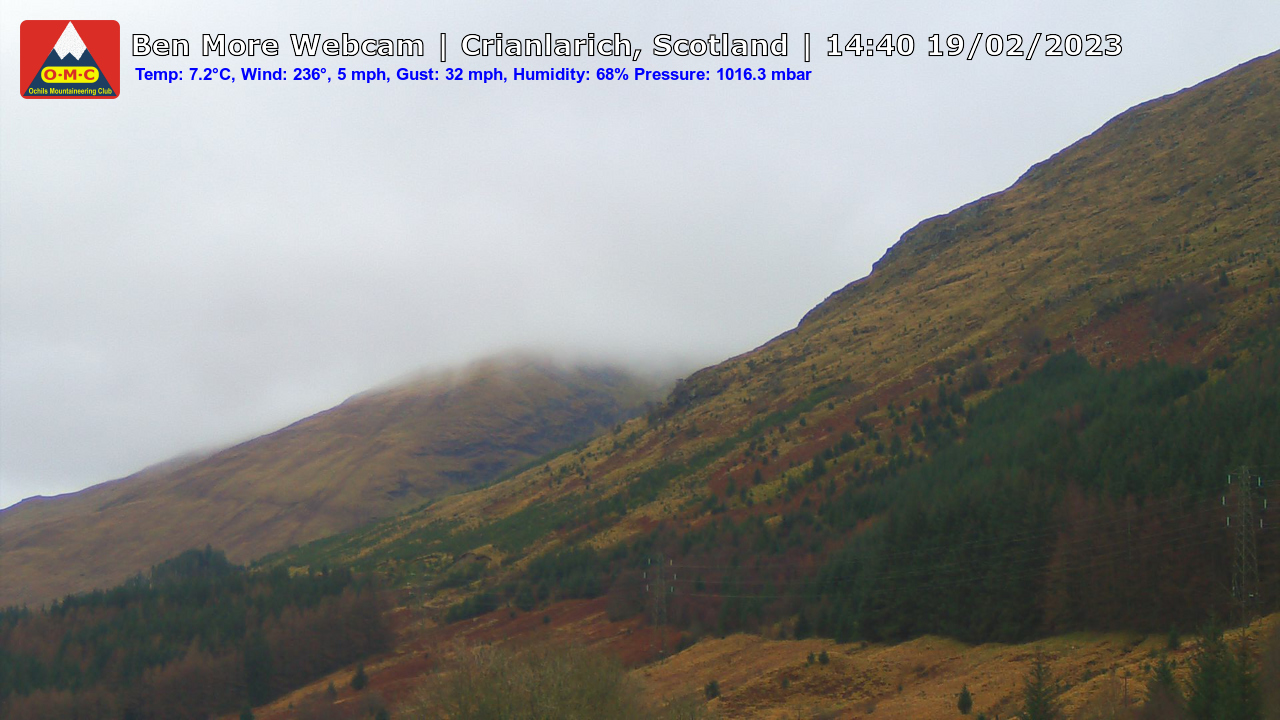 Ben More Webcam | Crianlarich, Scotland | 14:40 19/02/2023
Temp: 7.2°C, Wind: 236°, 5 mph, Gust: 32 mph, Humidity: 68% Pressure: 1016.3 mbar
O-M-C
Ochils Mountaineering Club